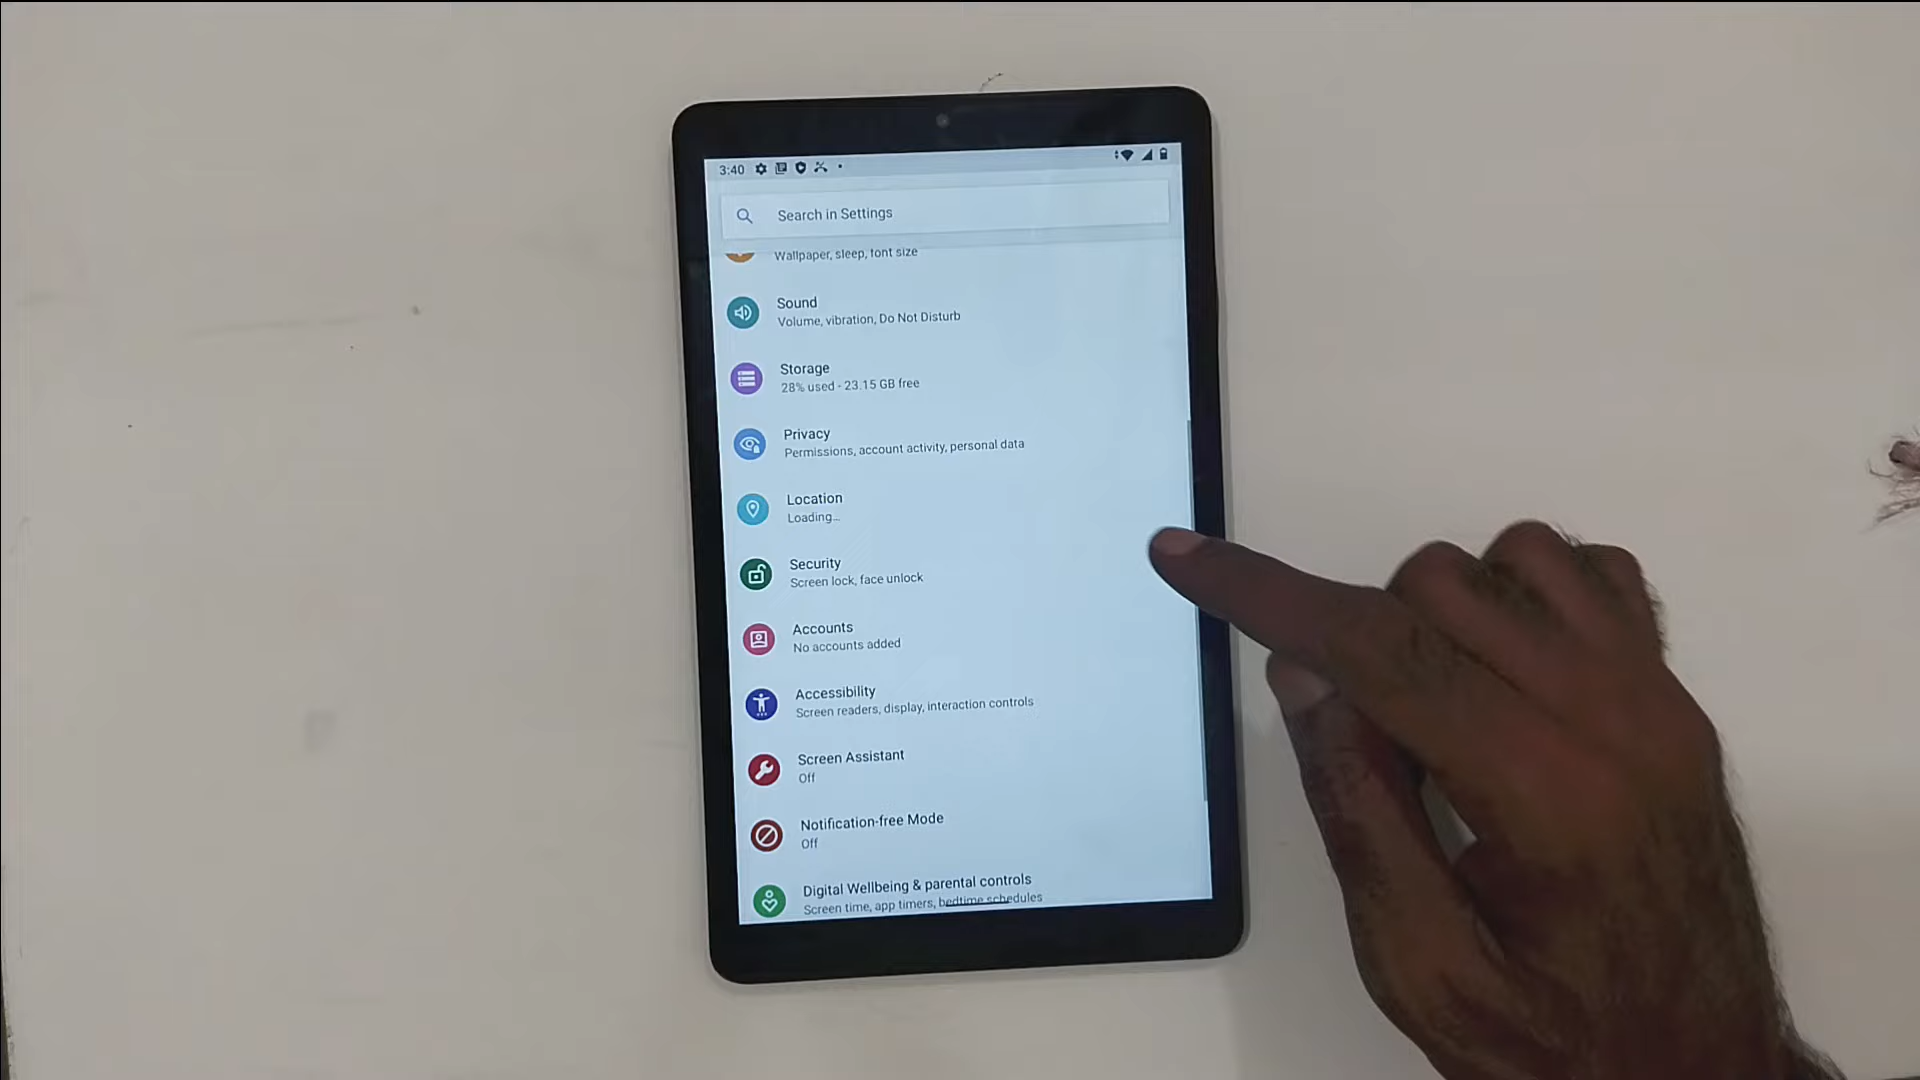 3:40
Search in Settings
Wallpaper, sleep, font size
Sound
Volume, vibration, Do Not Disturb
Storage
28% used - 23.15 GB free
Privacy
Permissions, account activity, personal data
Location
Loading...
Security
Screen lock, face unlock
Accounts
No accounts added
Accessibility
Screen readers, display, interaction controls
Screen Assistant
Off
Notification-free Mode
Off
Digital Wellbeing & parental controls
Screen time, app timers, bedtime schedules